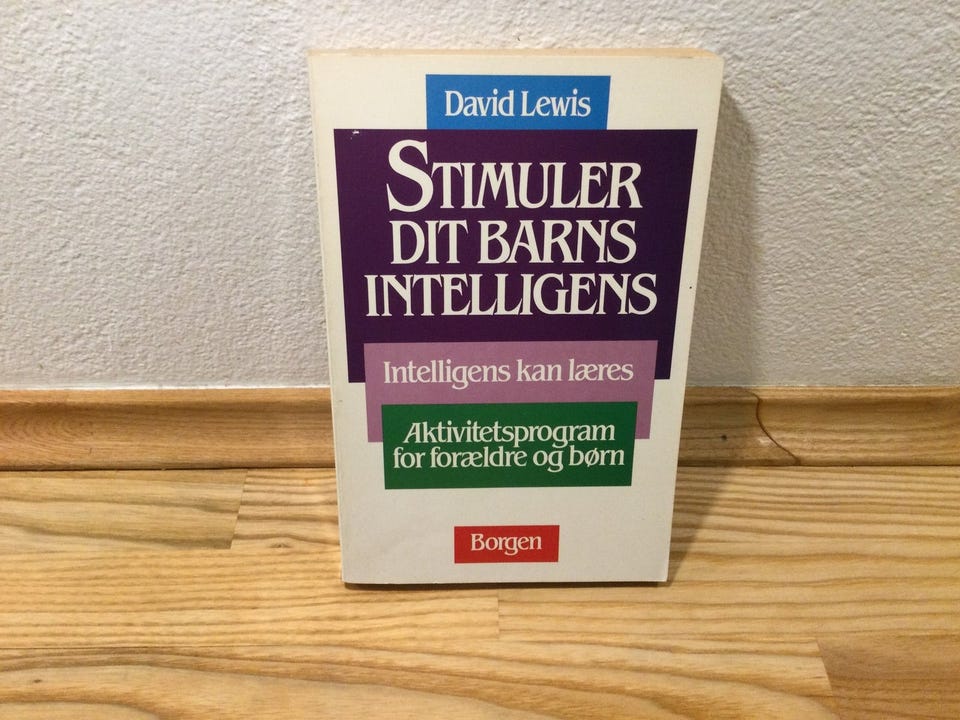 David Lewis
STIMULER
DIT BARNS
INTELLIGENS
Intelligens kan læres
Aktivitetsprogram
for forældre og børn
Borgen